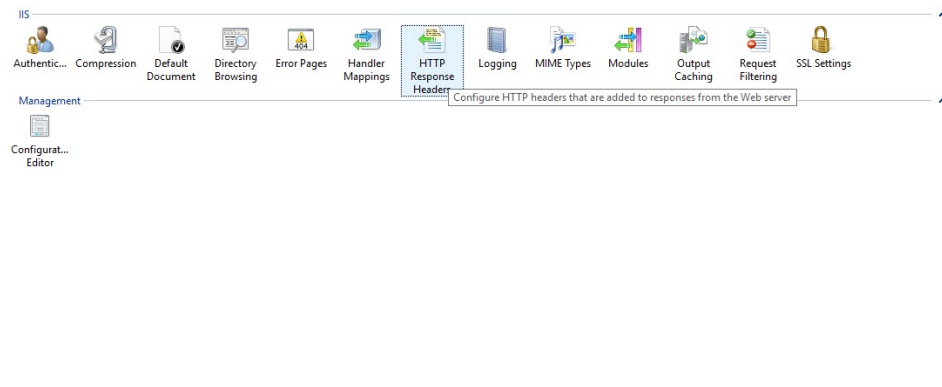 IIS
Authentic... Compression Default Directory Error Pages Handler HTTP Logging MIME Types Modules Output Request SSL Settings
Document Browsing Mappings Response Caching Filtering
Headers
Configure HTTP headers that are added to responses from the Web server
Management
Configurat...
Editor
404